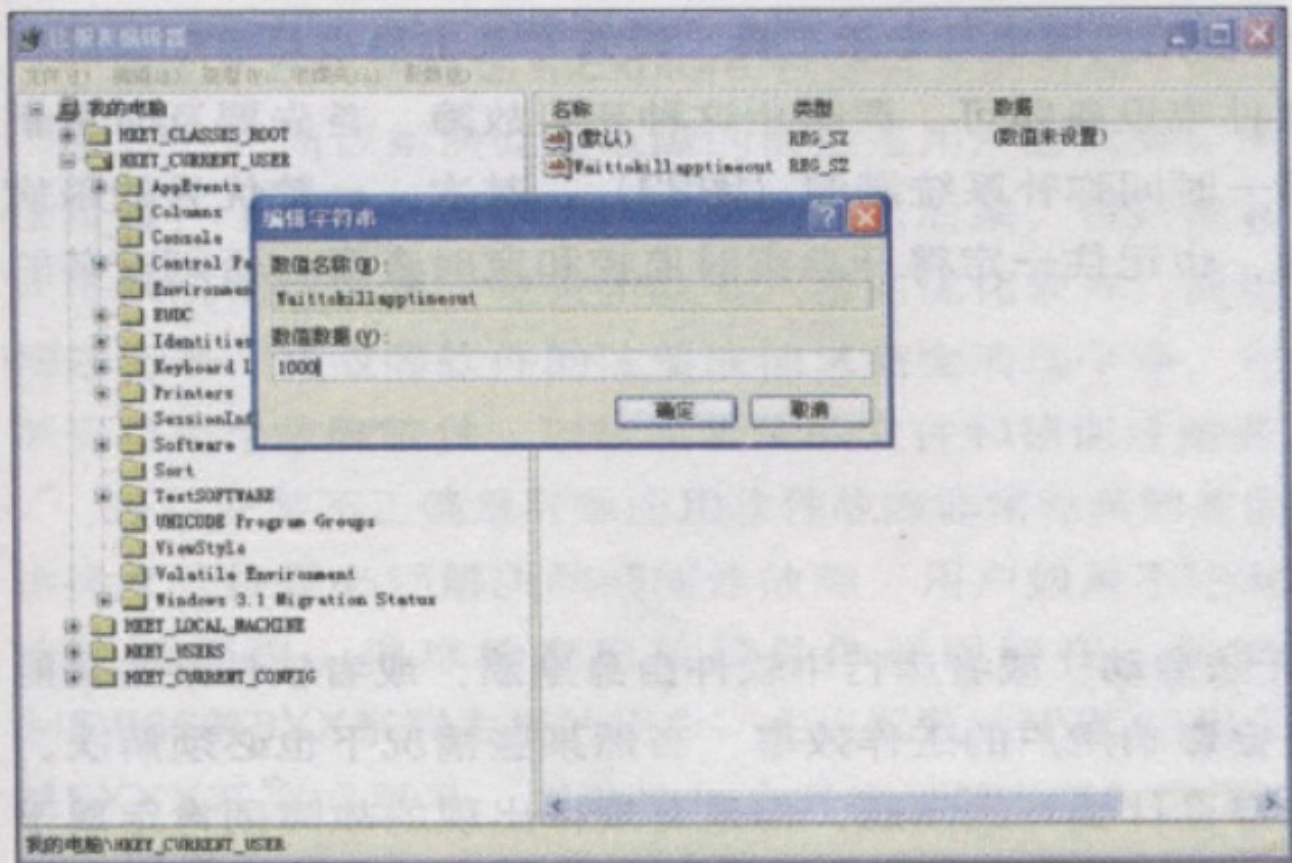 注册表编辑器
我的电脑
HKEY_CLASSES_ROOT
HKEY_CURRENT_USER
AppEvents
Columns
Console
Control Pa
Environmen
EUDC
Identities
Keyboard L
Printers
SessionInf
Software
Sort
TestSOFTWARE
UNICODE Program Groups
ViewStyle
Volatile Environment
Windows 3.1 Migration Status
HKEY_LOCAL_MACHINE
HKEY_USERS
HKEY_CURRENT_CONFIG
名称 类型 数据
(默认) REG_SZ (数值未设置)
Waittokillapptimeout REG_SZ
编辑字符串
数值名称(N):
Waittokillapptimeout
数值数据(V):
1000
确定 取消
我的电脑\HKEY_CURRENT_USER